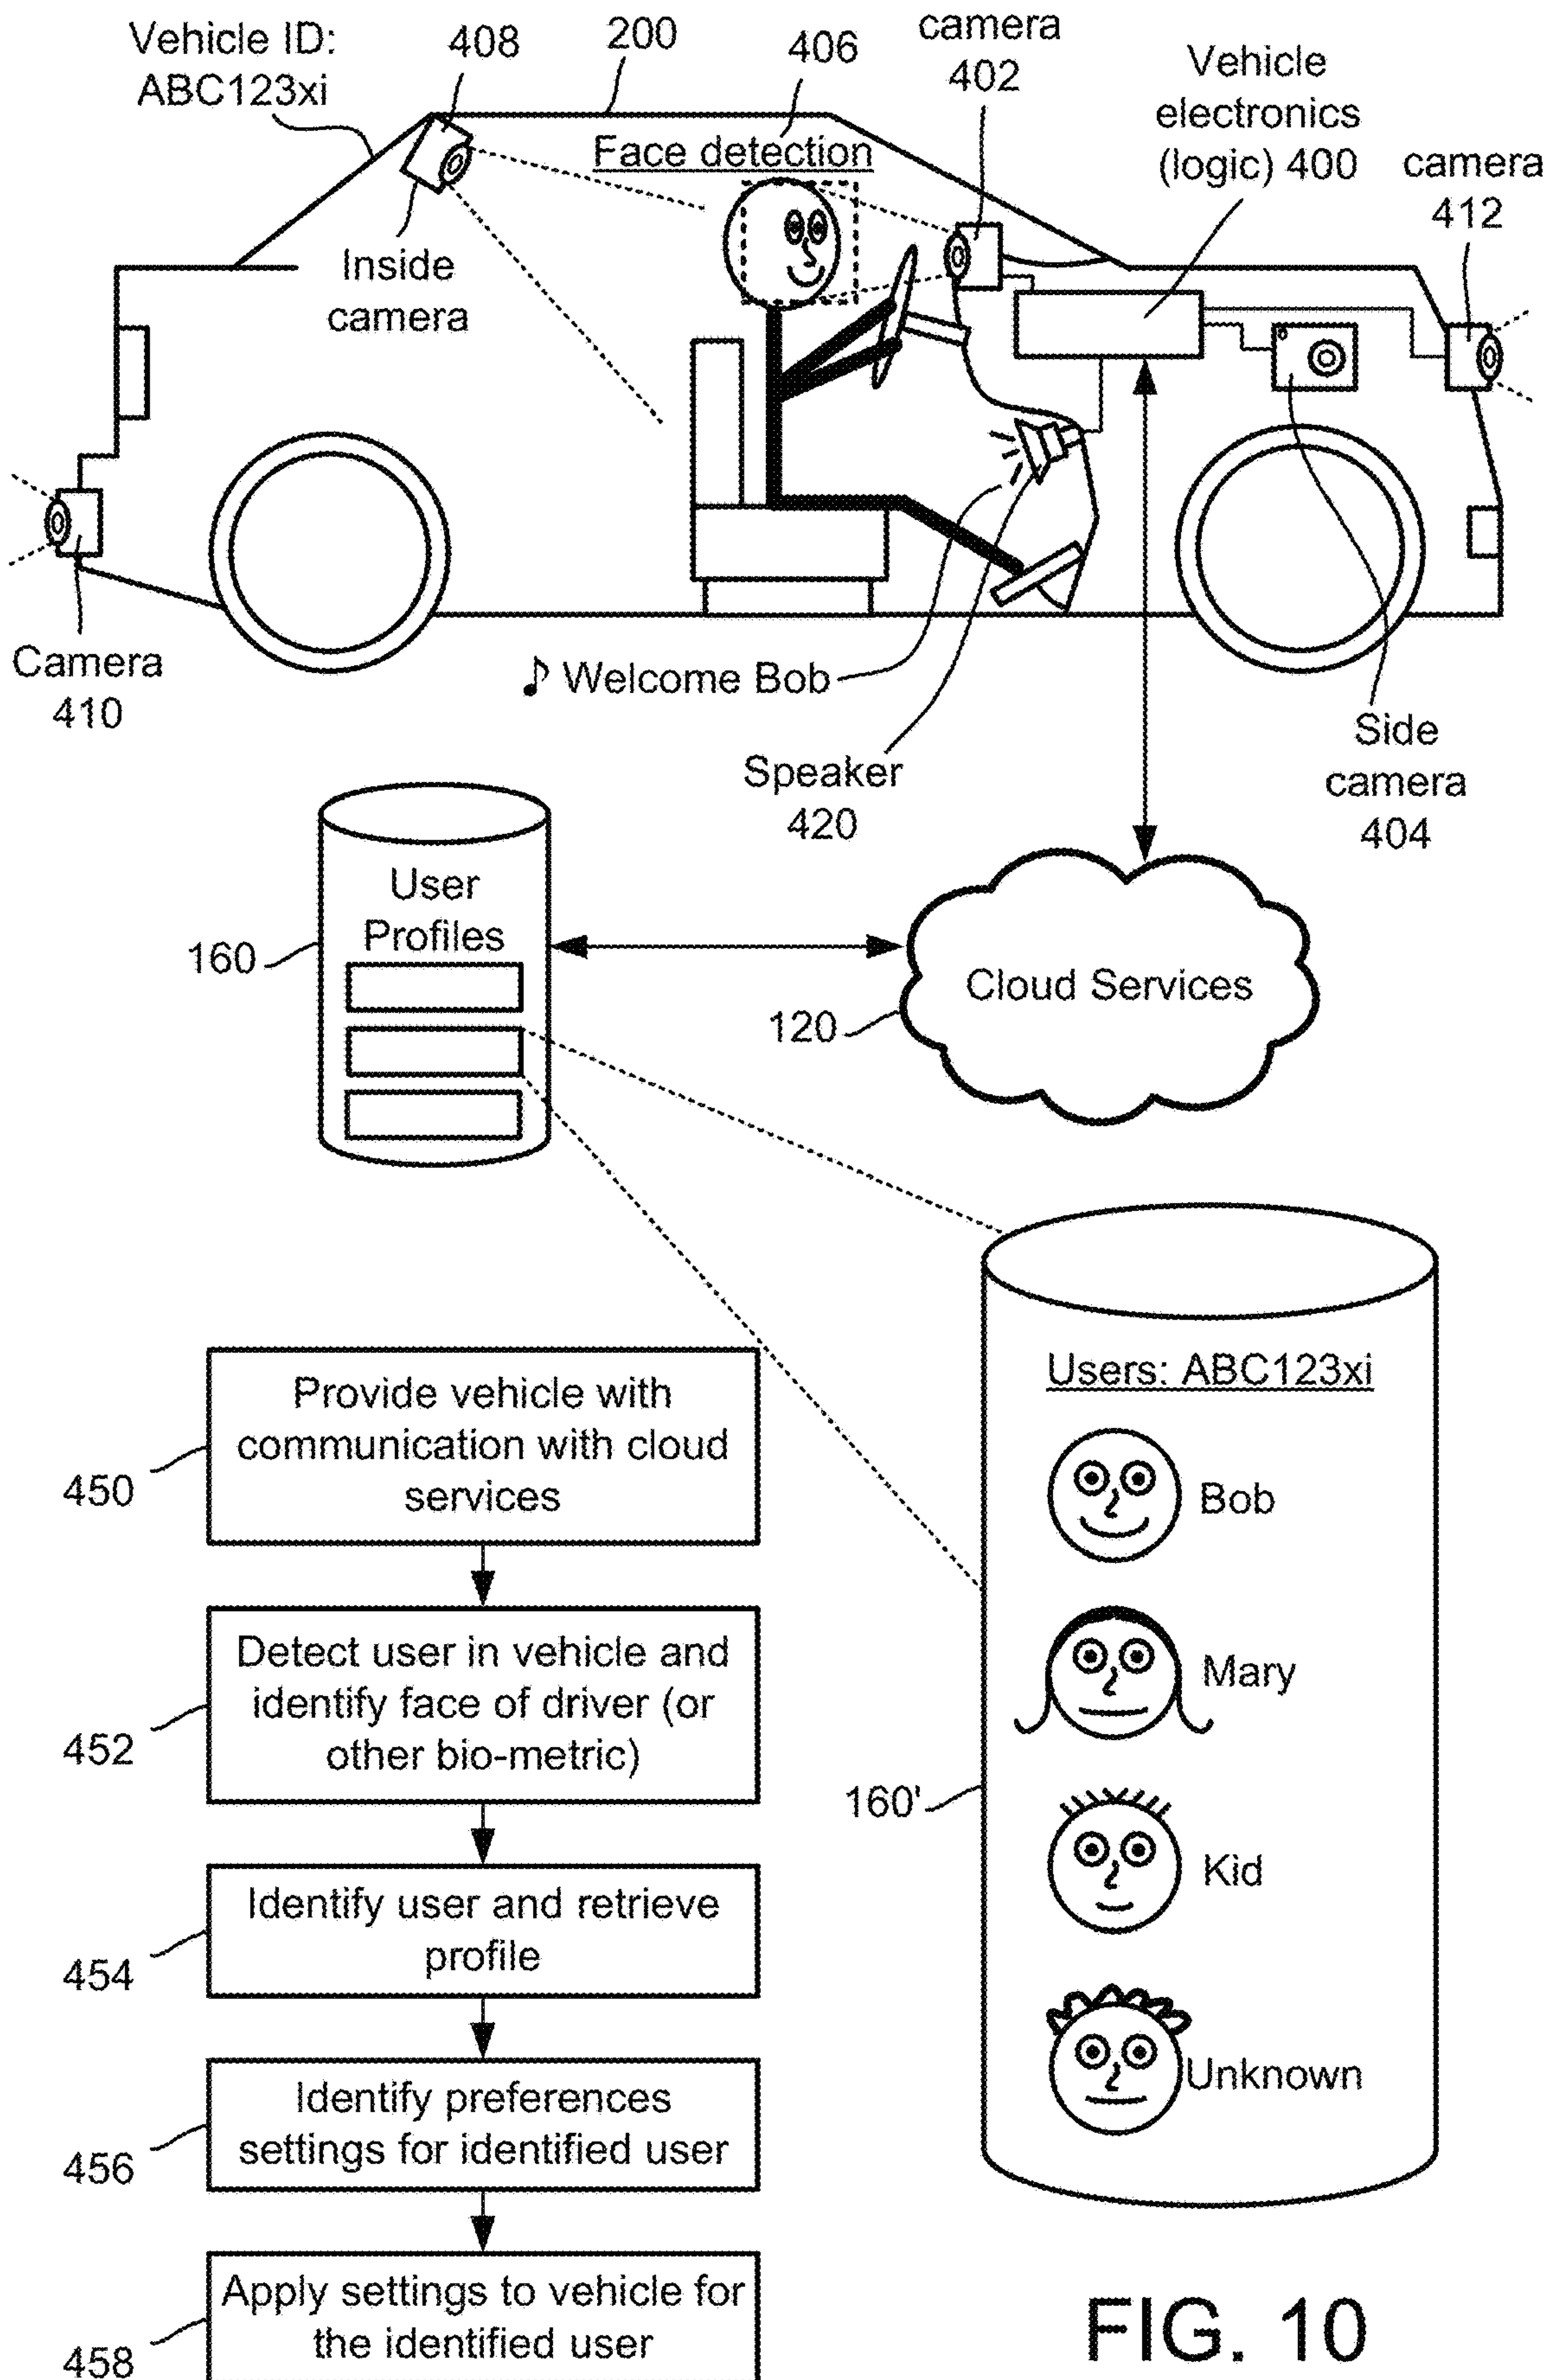 Vehicle ID:
ABC123xi
408
200
406
camera
402
Vehicle
electronics
(logic) 400
camera
412
Face detection
Inside
camera
Camera
410
♪ Welcome Bob
Speaker
420
Side
camera
404
User
Profiles
160
Cloud Services
120
Users: ABC123xi
Bob
Mary
Kid
Unknown
160'
Provide vehicle with
communication with cloud
services
450
Detect user in vehicle and
identify face of driver (or
other bio-metric)
452
Identify user and retrieve
profile
454
Identify preferences
settings for identified user
456
Apply settings to vehicle for
the identified user
458
FIG. 10